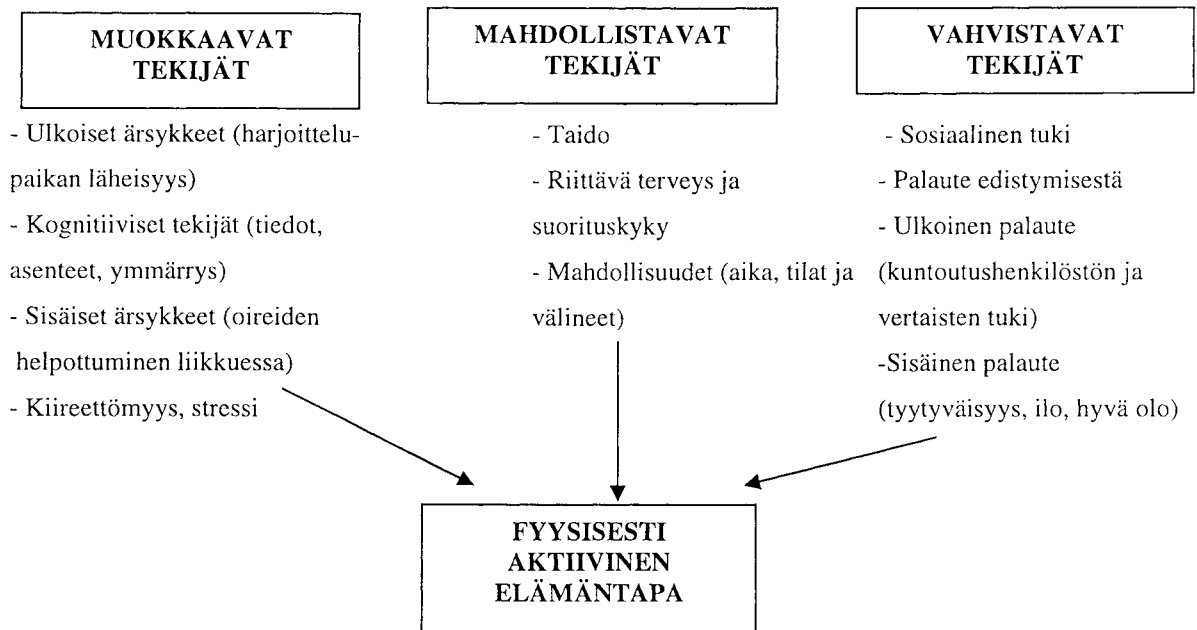 MUOKKAAVAT
TEKIJÄT
- Ulkoiset ärsykkeet (harjoittelu-
paikan läheisyys)
- Kognitiiviset tekijät (tiedot,
asenteet, ymmärrys)
- Sisäiset ärsykkeet (oireiden
helpottuminen liikkuessa)
- Kiireettömyys, stressi
MAHDOLLISTAVAT
TEKIJÄT
- Taido
- Riittävä terveys ja
suorituskyky
- Mahdollisuudet (aika, tilat ja
välineet)
VAHVISTAVAT
TEKIJÄT
- Sosiaalinen tuki
- Palaute edistymisestä
- Ulkoinen palaute
(kuntoutushenkilöstön ja
vertaisten tuki)
-Sisäinen palaute
(tyytyväisyys, ilo, hyvä olo)
FYYSISESTI
AKTIIVINEN
ELÄMÄNTAPA